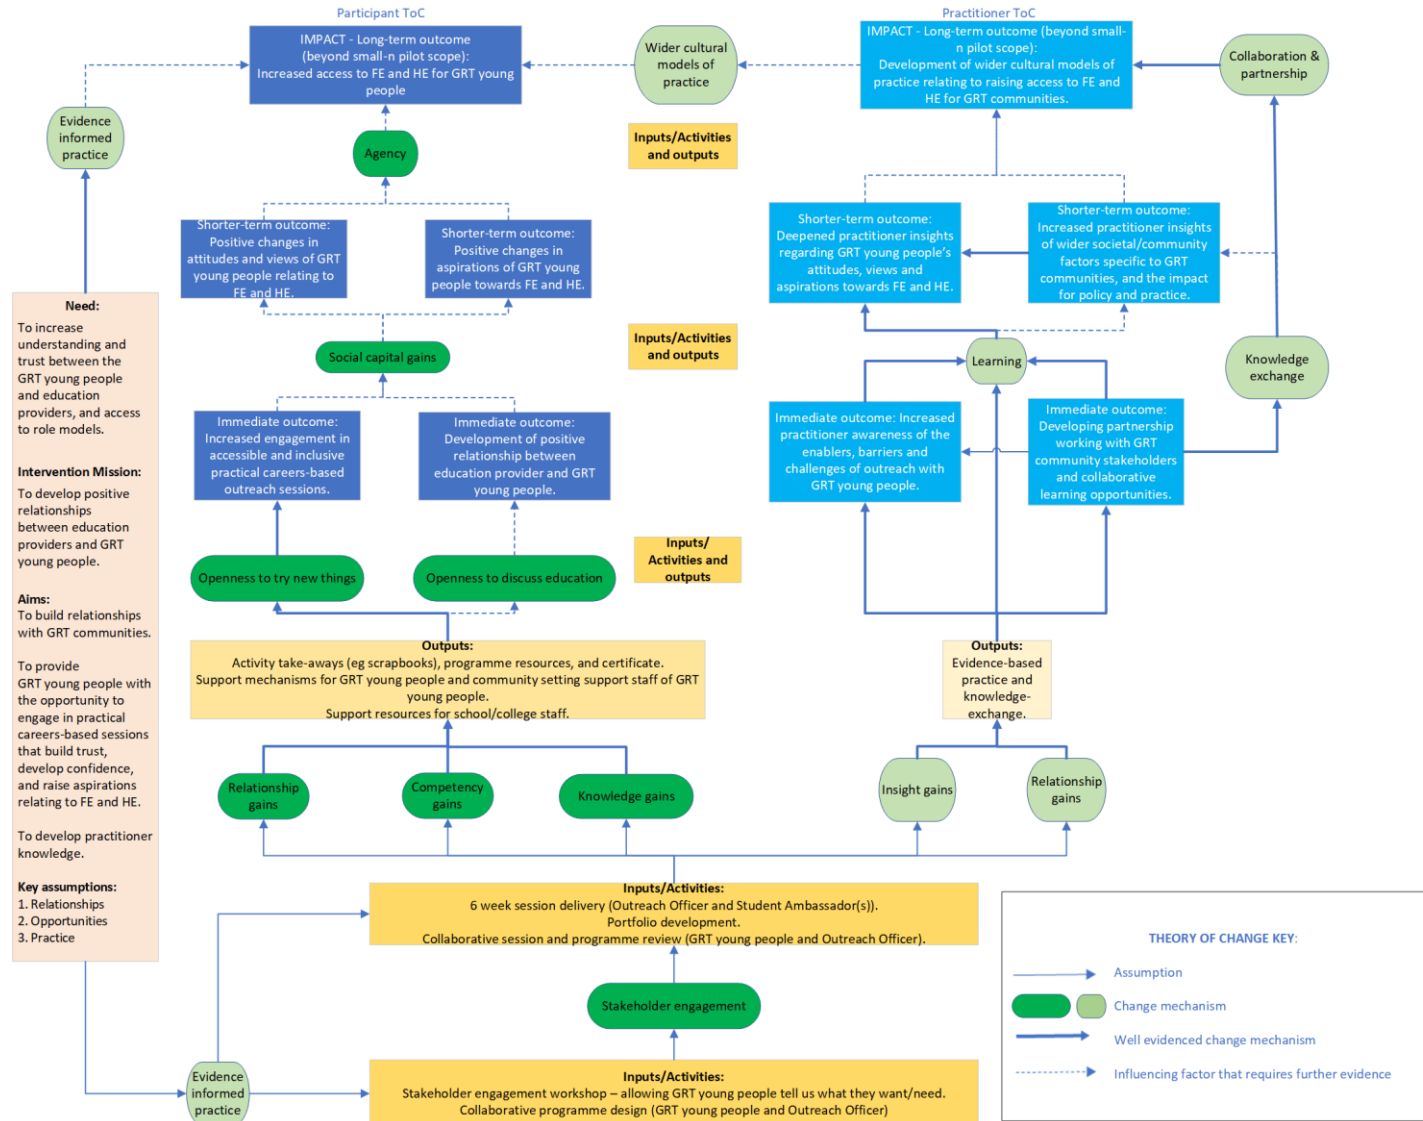 Participant ToC
Practitioner ToC
IMPACT - Long-term outcome
(beyond small-n pilot scope):
Increased access to FE and HE for GRT young
people
Wider
cultural
models of
practice
IMPACT - Long-term outcome (beyond small-
n pilot scope):
Development of wider cultural models of
practice relating to raising access to FE and
HE for GRT communities.
Collaboration &
partnership
Evidence
informed
practice
Agency
Inputs/Activities
and outputs
Shorter-term outcome:
Positive changes in
attitudes and views of GRT
young people relating to
FE and HE.
Shorter-term outcome:
Positive changes in
aspirations of GRT young
people towards FE and HE.
Shorter-term outcome:
Deepened practitioner
insights regarding GRT
young people's
attitudes, views and
aspirations towards FE
and HE.
Shorter-term outcome:
Increased practitioner insights
of wider societal/community
factors specific to GRT
communities, and the impact
for policy and practice.
Need:
To increase
understanding and
trust between the
GRT young people
and education
providers, and access
to role models.
Intervention Mission:
To develop positive
relationships
between education
providers and GRT
young people.
Aims:
To build relationships
with GRT communities.
To provide
GRT young people with
the opportunity to
engage in practical
careers-based sessions
that build trust,
develop confidence,
and raise aspirations
relating to FE and HE.
To develop practitioner
knowledge.
Key assumptions:
1. Relationships
2. Opportunities
3. Practice
Social capital gains
Inputs/Activities
and outputs
Learning
Knowledge
exchange
Immediate outcome:
Increased engagement in
accessible and inclusive
practical careers-based
outreach sessions.
Immediate outcome:
Development of positive
relationship between
education provider and GRT
young people.
Immediate outcome: Increased
practitioner awareness of the
enablers, barriers and
challenges of outreach with
GRT young people.
Immediate outcome:
Developing partnership
working with GRT
community stakeholders
and collaborative
learning opportunities.
Openness to try new things
Openness to discuss education
Inputs/
Activities and
outputs
Outputs:
Activity take-aways (eg scrapbooks), programme resources, and certificate.
Support mechanisms for GRT young people and community setting support staff of GRT
young people.
Support resources for school/college staff.
Outputs:
Evidence-based
practice and
knowledge-
exchange.
Relationship
gains
Competency
gains
Knowledge gains
Insight gains
Relationship
gains
Inputs/Activities:
6 week session delivery (Outreach Officer and Student Ambassador(s)).
Portfolio development.
Collaborative session and programme review (GRT young people and Outreach Officer).
Stakeholder engagement
Evidence
informed
practice
Inputs/Activities:
Stakeholder engagement workshop – allowing GRT young people tell us what they want/need.
Collaborative programme design (GRT young people and Outreach Officer)
THEORY OF CHANGE KEY:
Assumption
Change mechanism
Well evidenced change mechanism
Influencing factor that requires further evidence